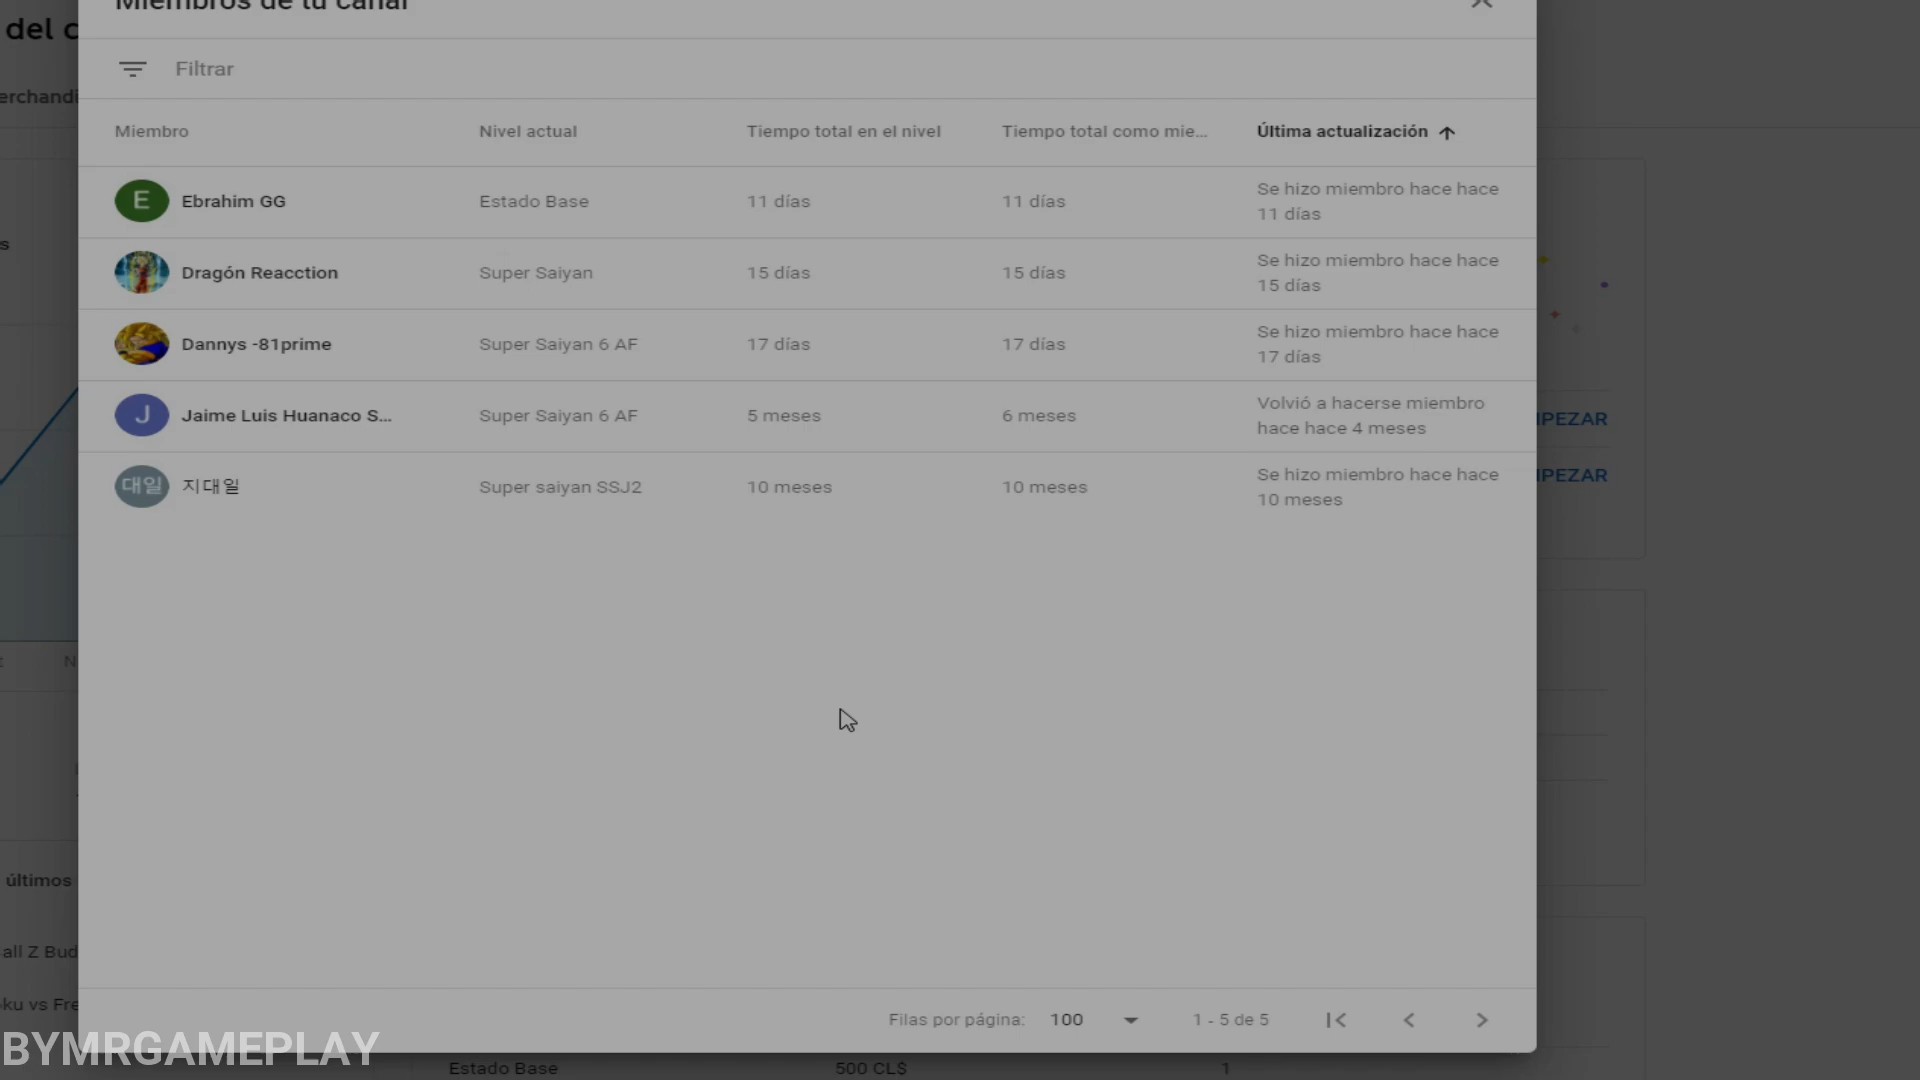 Miembros de tu canal
del c
Filtrar
erchandi
Miembro
Nivel actual
Tiempo total en el nivel
Tiempo total como mie...
Última actualización
E
Ebrahim GG
Estado Base
11 días
11 días
Se hizo miembro hace hace
11 días
s
Dragón Reacction
Super Saiyan
15 días
15 días
Se hizo miembro hace hace
15 días
Dannys -81prime
Super Saiyan 6 AF
17 días
17 días
Se hizo miembro hace hace
17 días
J
Jaime Luis Huanaco S...
Super Saiyan 6 AF
5 meses
6 meses
Volvió a hacerse miembro
hace hace 4 meses
IPEZAR
IPEZAR
대일
지대일
Super saiyan SSJ2
10 meses
10 meses
Se hizo miembro hace hace
10 meses
N
últimos
all Z Bud
ku vs Fre
Filas por página:
100
1 - 5 de 5
BYMRGAMEPLAY
Estado Base
500 CL$
1